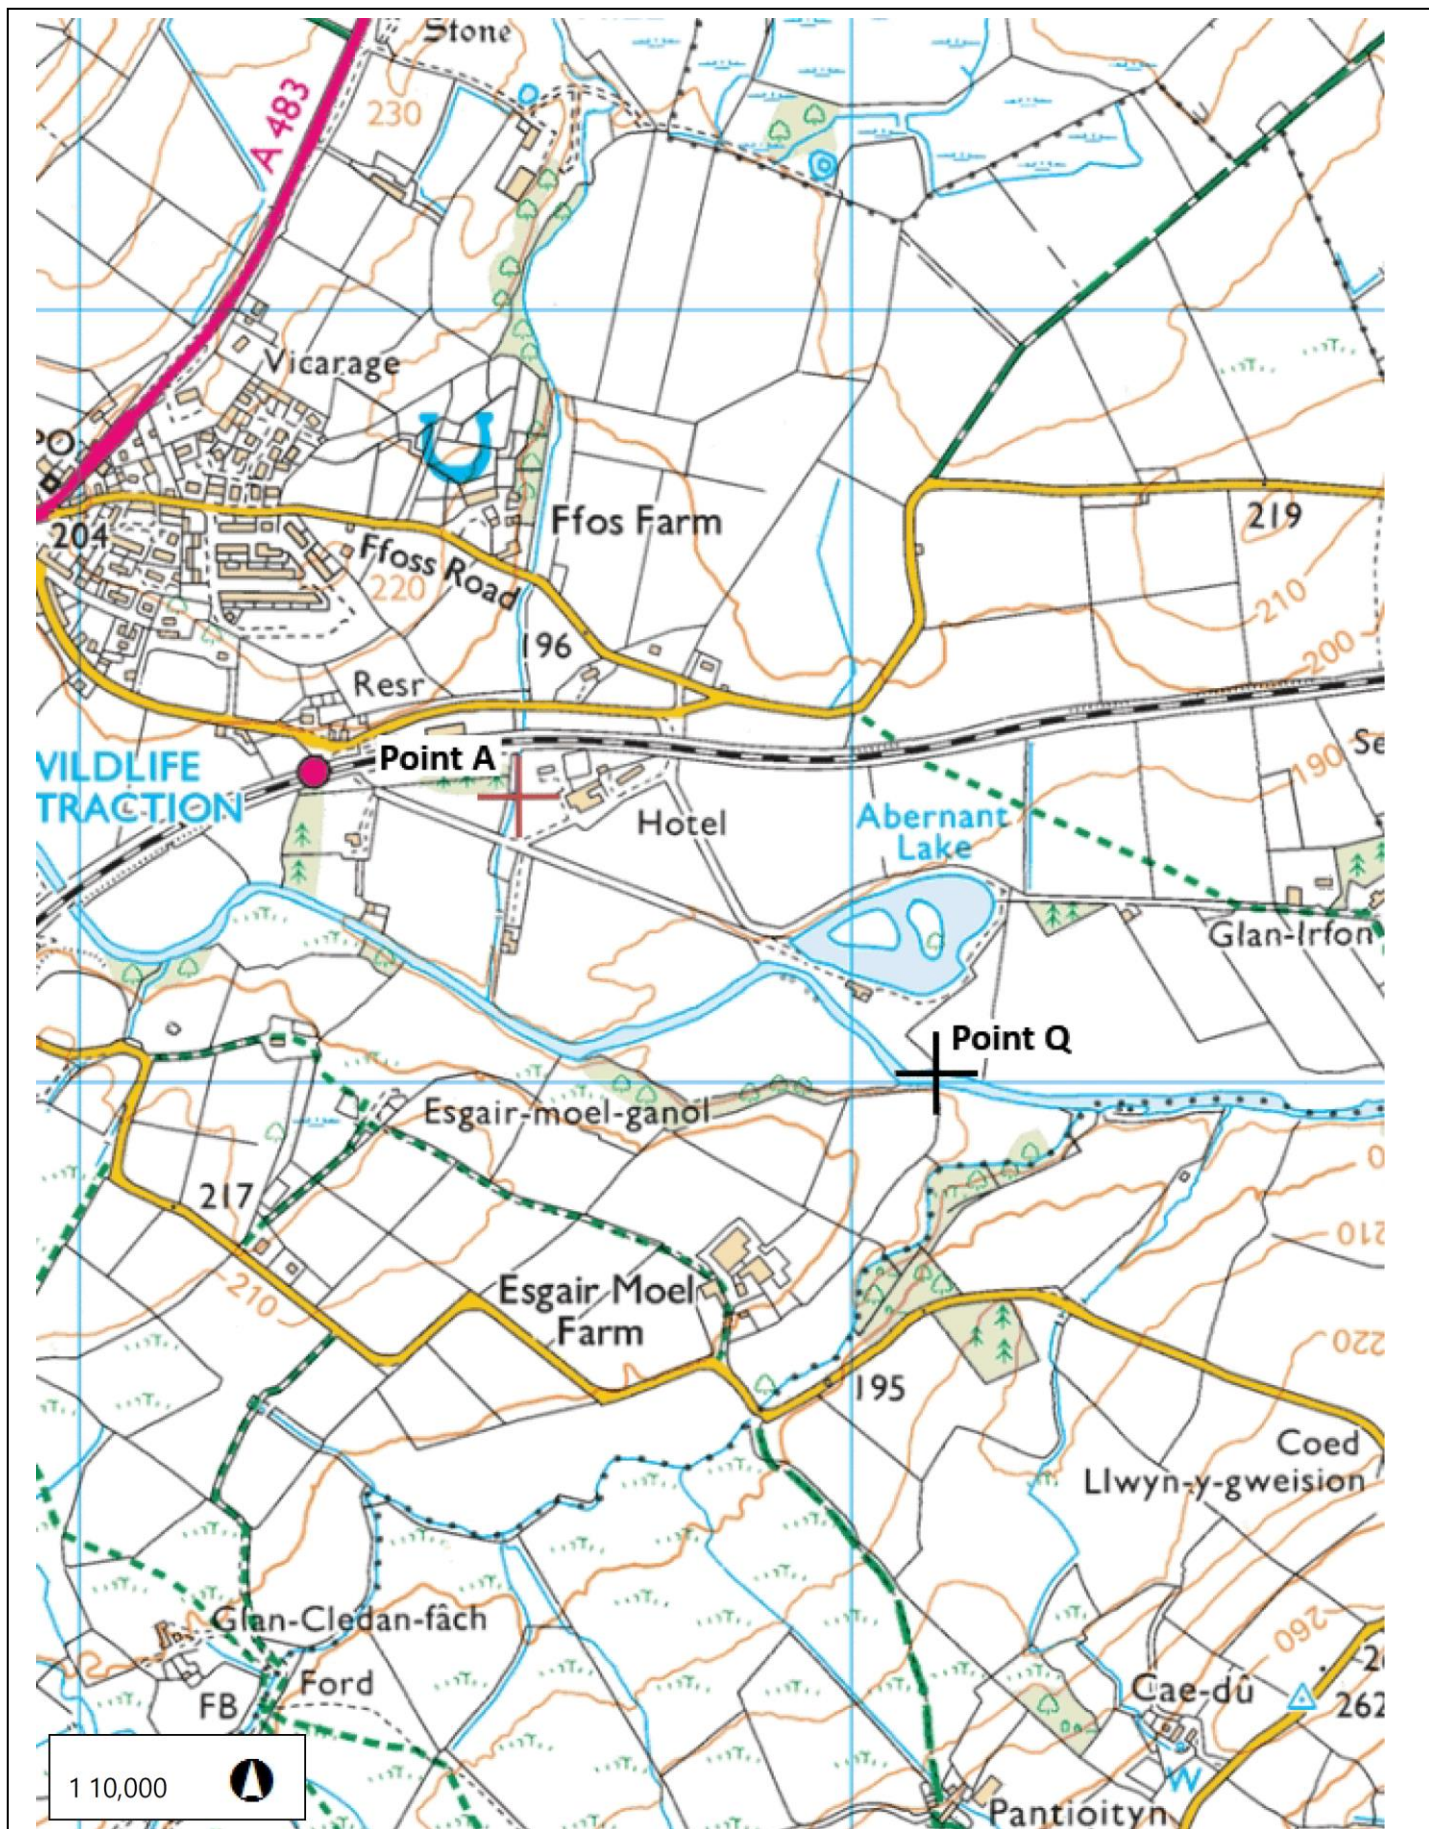 Stone
A 483
230
Vicarage
PO
204
Ffoss Road
220
Ffos Farm
219
210
200
196
Resr
VILDLIFE
TRACTION
Point A
Hotel
Abernant
Lake
190
Se
Glan-Irfon
Point Q
Esgair-moel-ganol
217
210
Esgair Moel
Farm
195
0
210
220
Coed
Llwyn-y-gweision
Glan-Cledan-fâch
Ford
FB
260
Cae-dû
262
W
Pantioityn
1 10,000